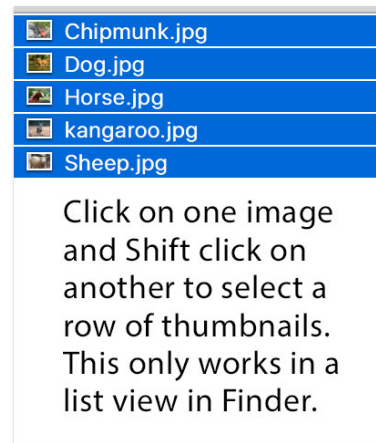 Chipmunk.jpg
Dog.jpg
Horse.jpg
kangaroo.jpg
Sheep.jpg
Click on one image
and Shift click on
another to select a
row of thumbnails.
This only works in a
list view in Finder.